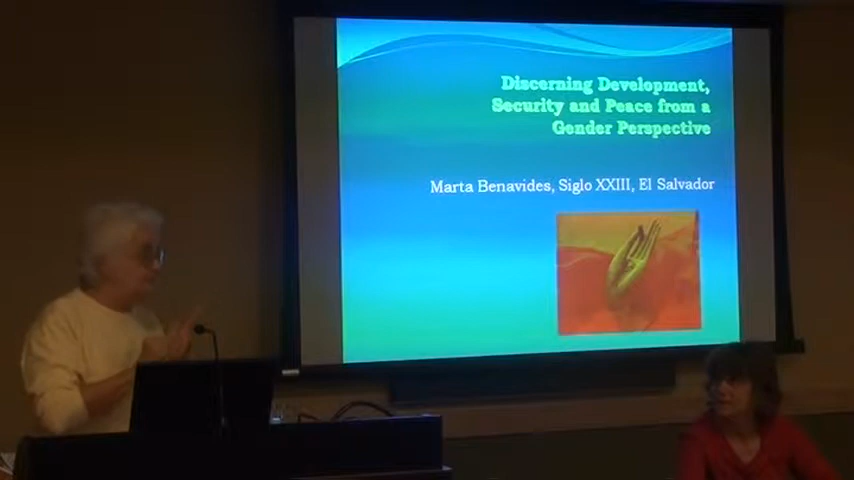 Discerning Development,
Security and Peace from a
Gender Perspective
Marta Benavides, Siglo XXIII, El Salvador